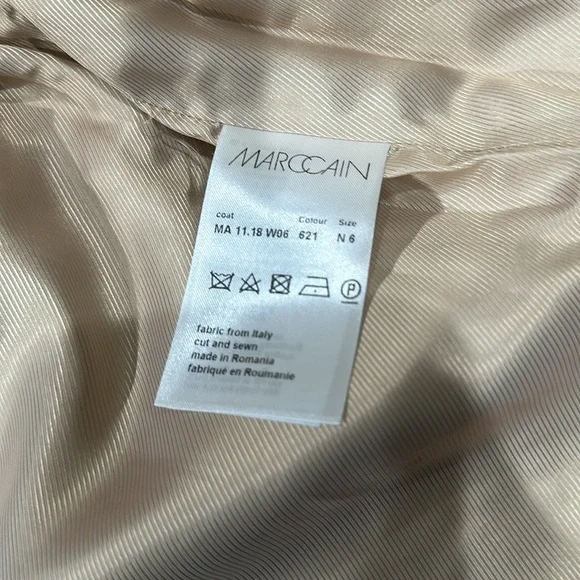 MARCCAIN
coat Colour Size
MA 11.18 W06 621 N 6
P
fabric from Italy
cut and sewn
made in Romania
fabriqué en Roumanie